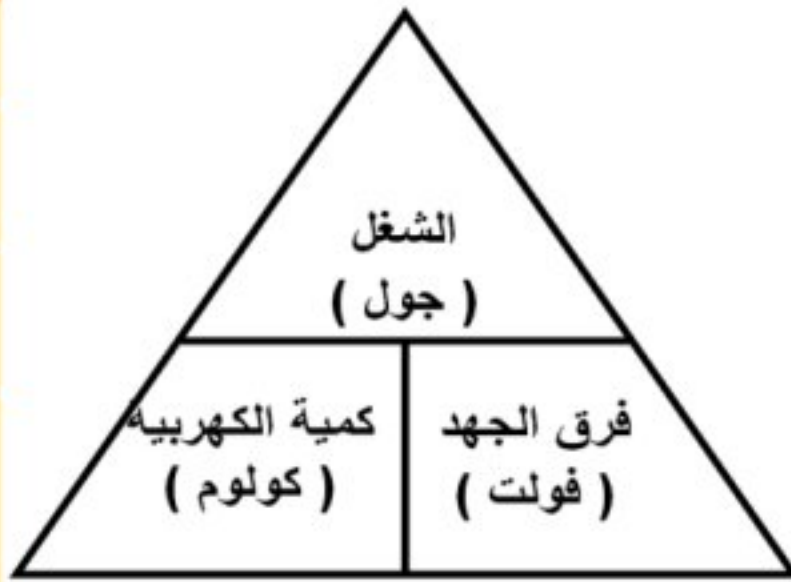 الشغل
( جول )
فرق الجهد
( فولت )
كمية الكهربية
( كولوم )